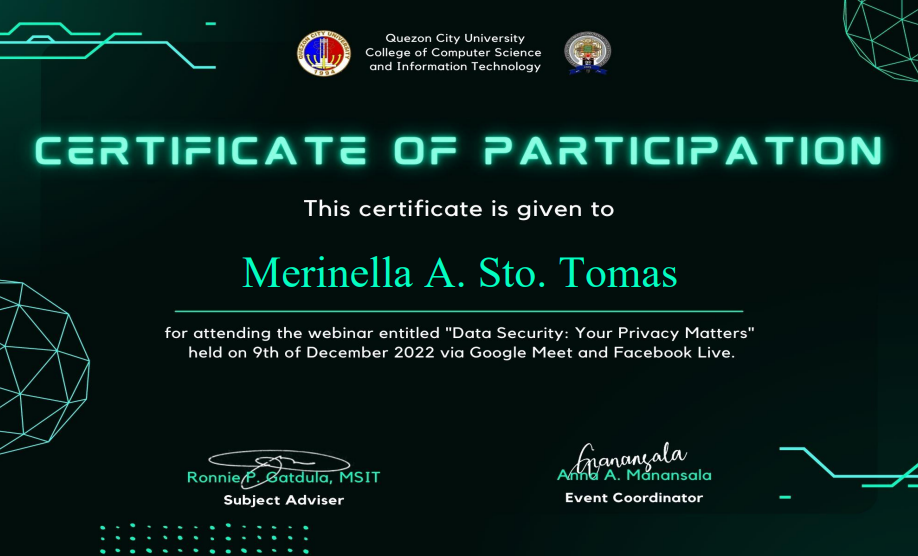 Quezon City University
College of Computer Science
and Information Technology
QUEZON CITY UNIVERSITY
1994
CERTIFICATE OF PARTICIPATION
This certificate is given to
Merinella A. Sto. Tomas
for attending the webinar entitled "Data Security: Your Privacy Matters"
held on 9th of December 2022 via Google Meet and Facebook Live.
Ronnie P. Gatdula, MSIT
Subject Adviser
Gmanansala
Anna A. Manansala
Event Coordinator